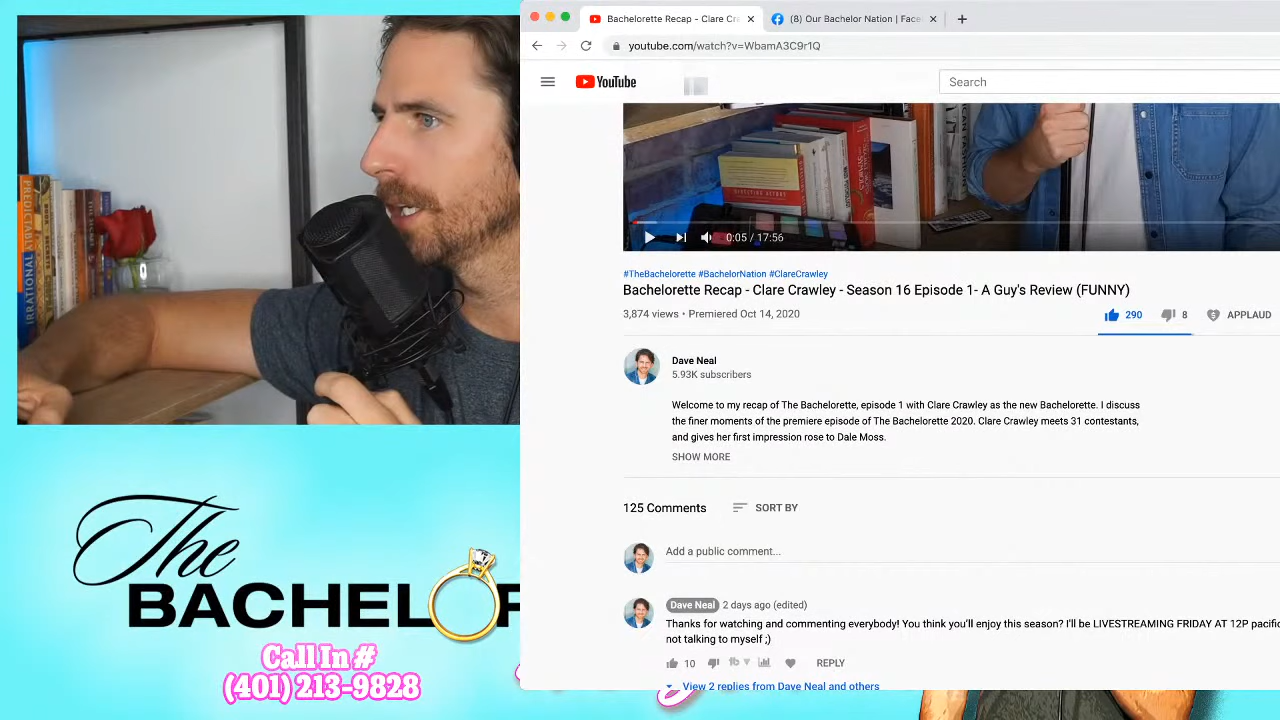 Bachelorette Recap - Clare Cr
(8) Our Bachelor Nation | Face
youtube.com/watch?v=WbamA3C9r1Q
YouTube
Search
PREDICTABLY
IRRATIONAL
DIRECTING ACTORS
0:05 / 17:56
#TheBachelorette #BachelorNation #ClareCrawley
Bachelorette Recap - Clare Crawley - Season 16 Episode 1- A Guy's Review (FUNNY)
3,874 views • Premiered Oct 14, 2020
290
8
APPLAUD
Dave Neal
5.93K subscribers
Welcome to my recap of The Bachelorette, episode 1 with Clare Crawley as the new Bachelorette. I discuss
the finer moments of the premiere episode of The Bachelorette 2020. Clare Crawley meets 31 contestants,
and gives her first impression rose to Dale Moss.
SHOW MORE
125 Comments
SORT BY
Add a public comment...
Dave Neal 2 days ago (edited)
Thanks for watching and commenting everybody! You think you'll enjoy this season? I'll be LIVESTREAMING FRIDAY AT 12P pacific
not talking to myself ;)
10
REPLY
View 2 replies from Dave Neal and others
The
BACHELOR
Call In #
(401) 213-9828